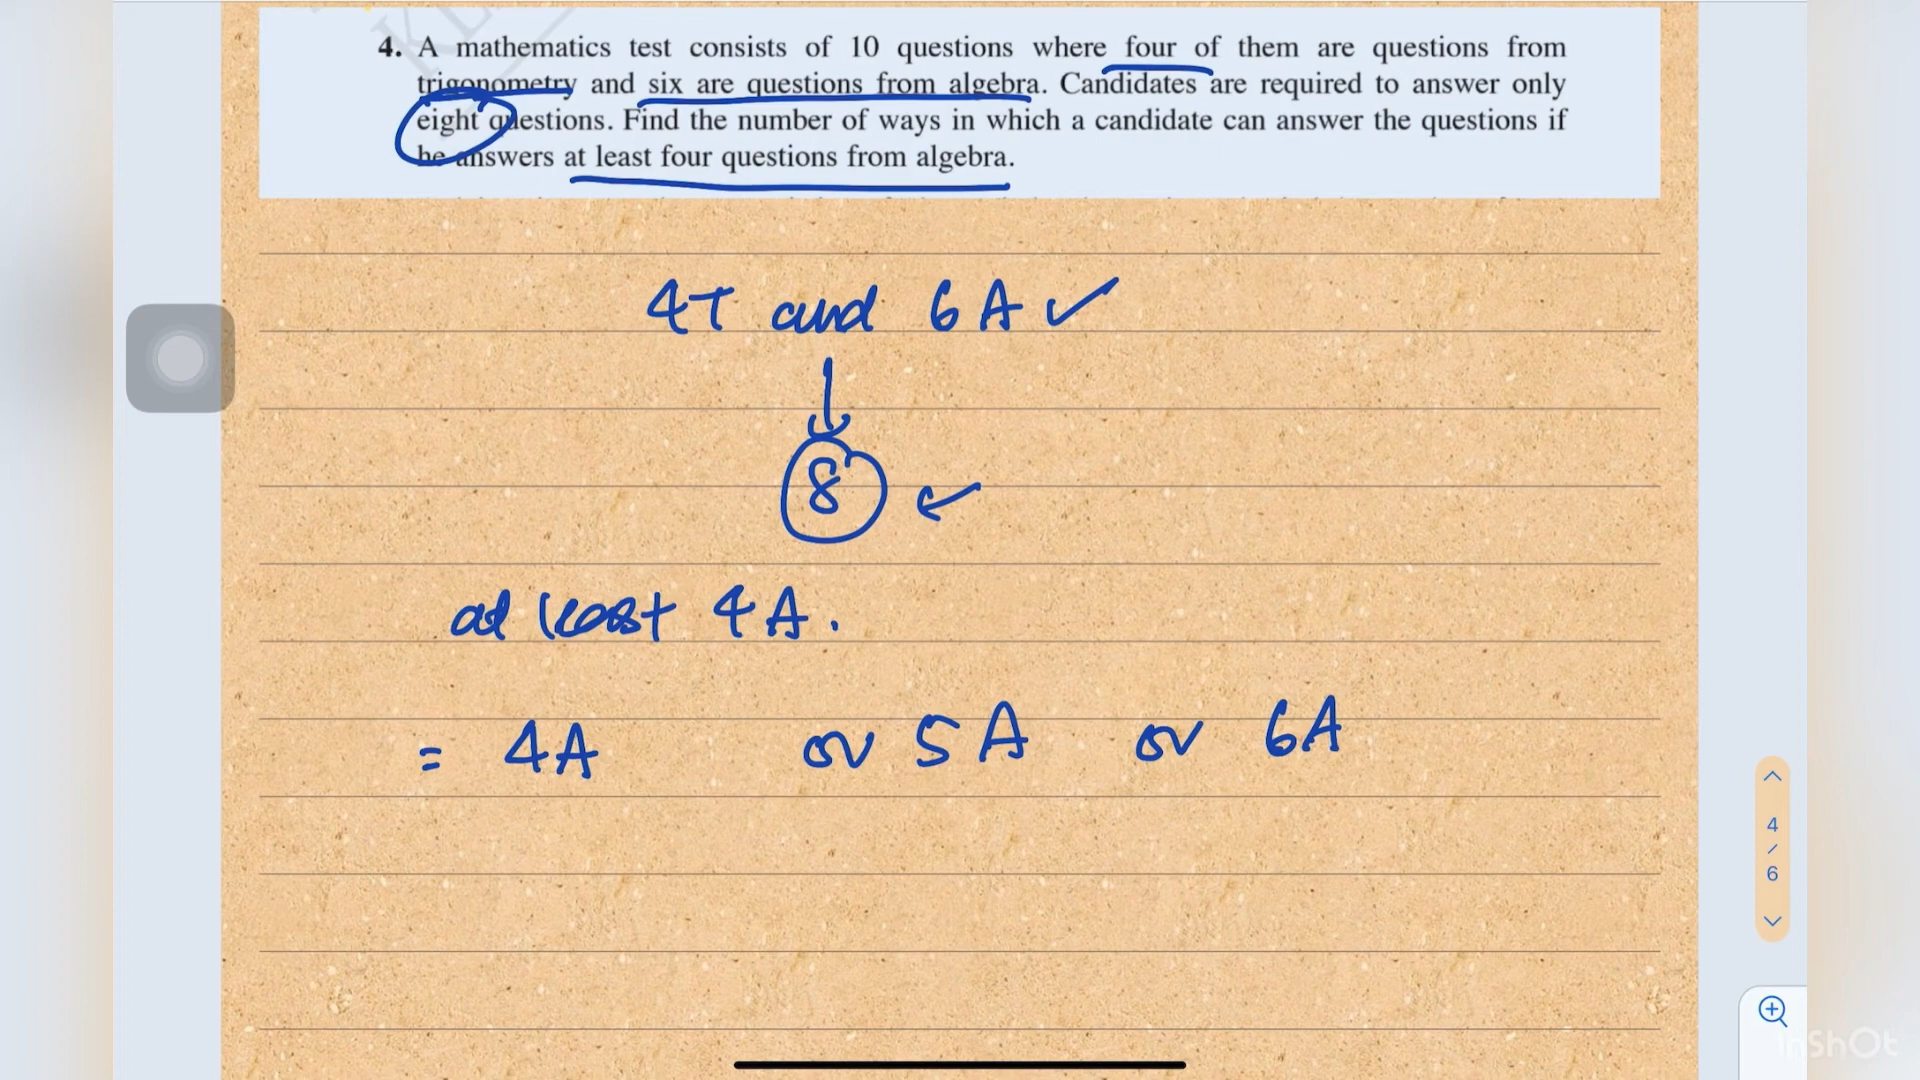 4. A mathematics test consists of 10 questions where four of them are questions from
trigonometry and six are questions from algebra. Candidates are required to answer only
eight questions. Find the number of ways in which a candidate can answer the questions if
he answers at least four questions from algebra.
4T and 6A ✓
8
at least 4A.
= 4A or 5A or 6A
4
/
6
InShOt